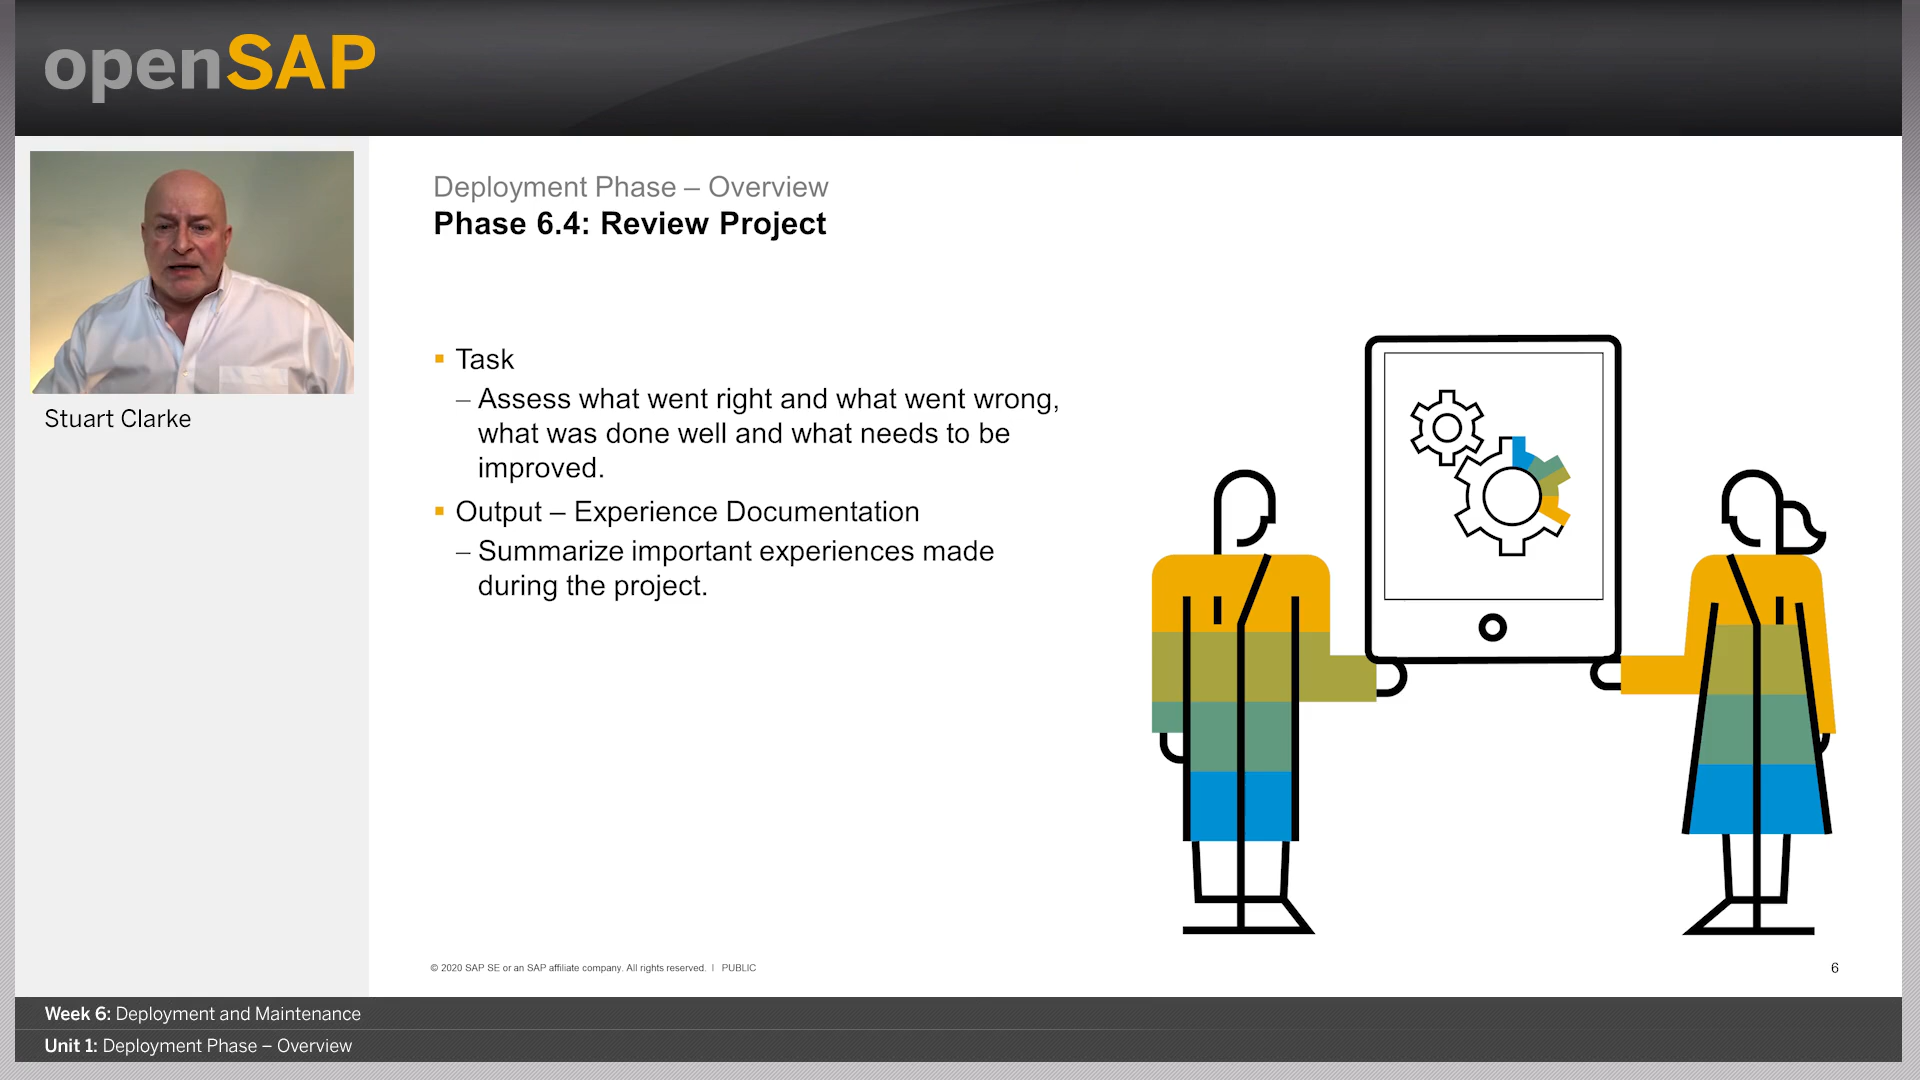 openSAP
Stuart Clarke
Deployment Phase – Overview
Phase 6.4: Review Project
▪ Task
– Assess what went right and what went wrong,
what was done well and what needs to be
improved.
▪ Output – Experience Documentation
– Summarize important experiences made
during the project.
© 2020 SAP SE or an SAP affiliate company. All rights reserved. | PUBLIC
6
Week 6: Deployment and Maintenance
Unit 1: Deployment Phase – Overview